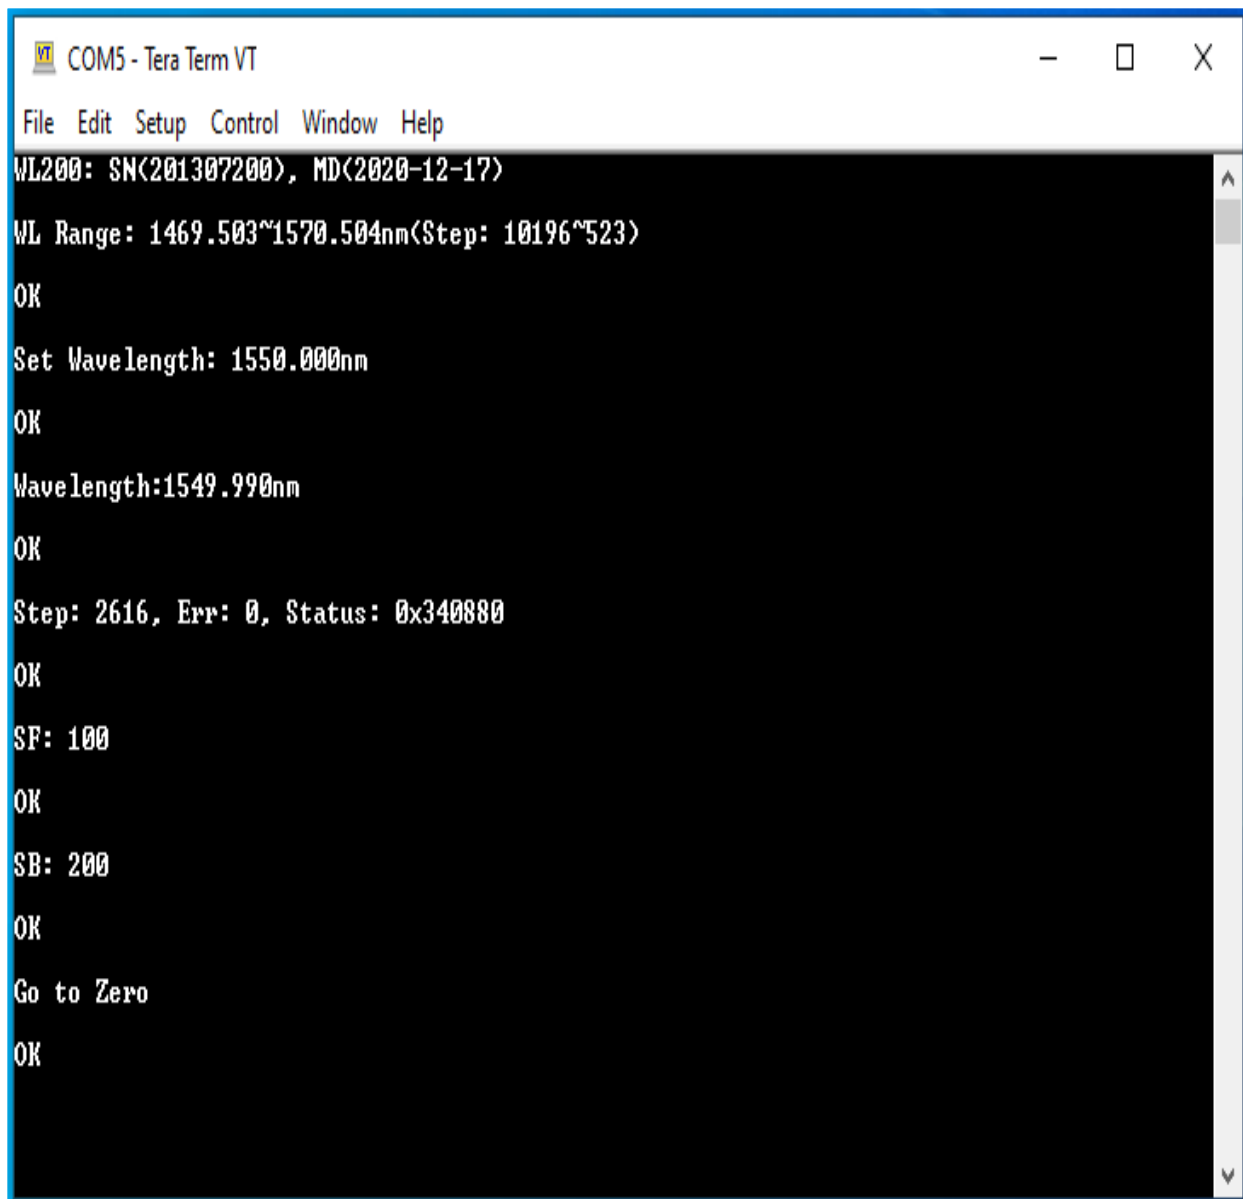 COM5 - Tera Term VT
File Edit Setup Control Window Help
WL200: SN(201307200), MD(2020-12-17)
WL Range: 1469.503~1570.504nm(Step: 10196~523)
OK
Set Wavelength: 1550.000nm
OK
Wavelength:1549.990nm
OK
Step: 2616, Err: 0, Status: 0x340880
OK
SF: 100
OK
SB: 200
OK
Go to Zero
OK